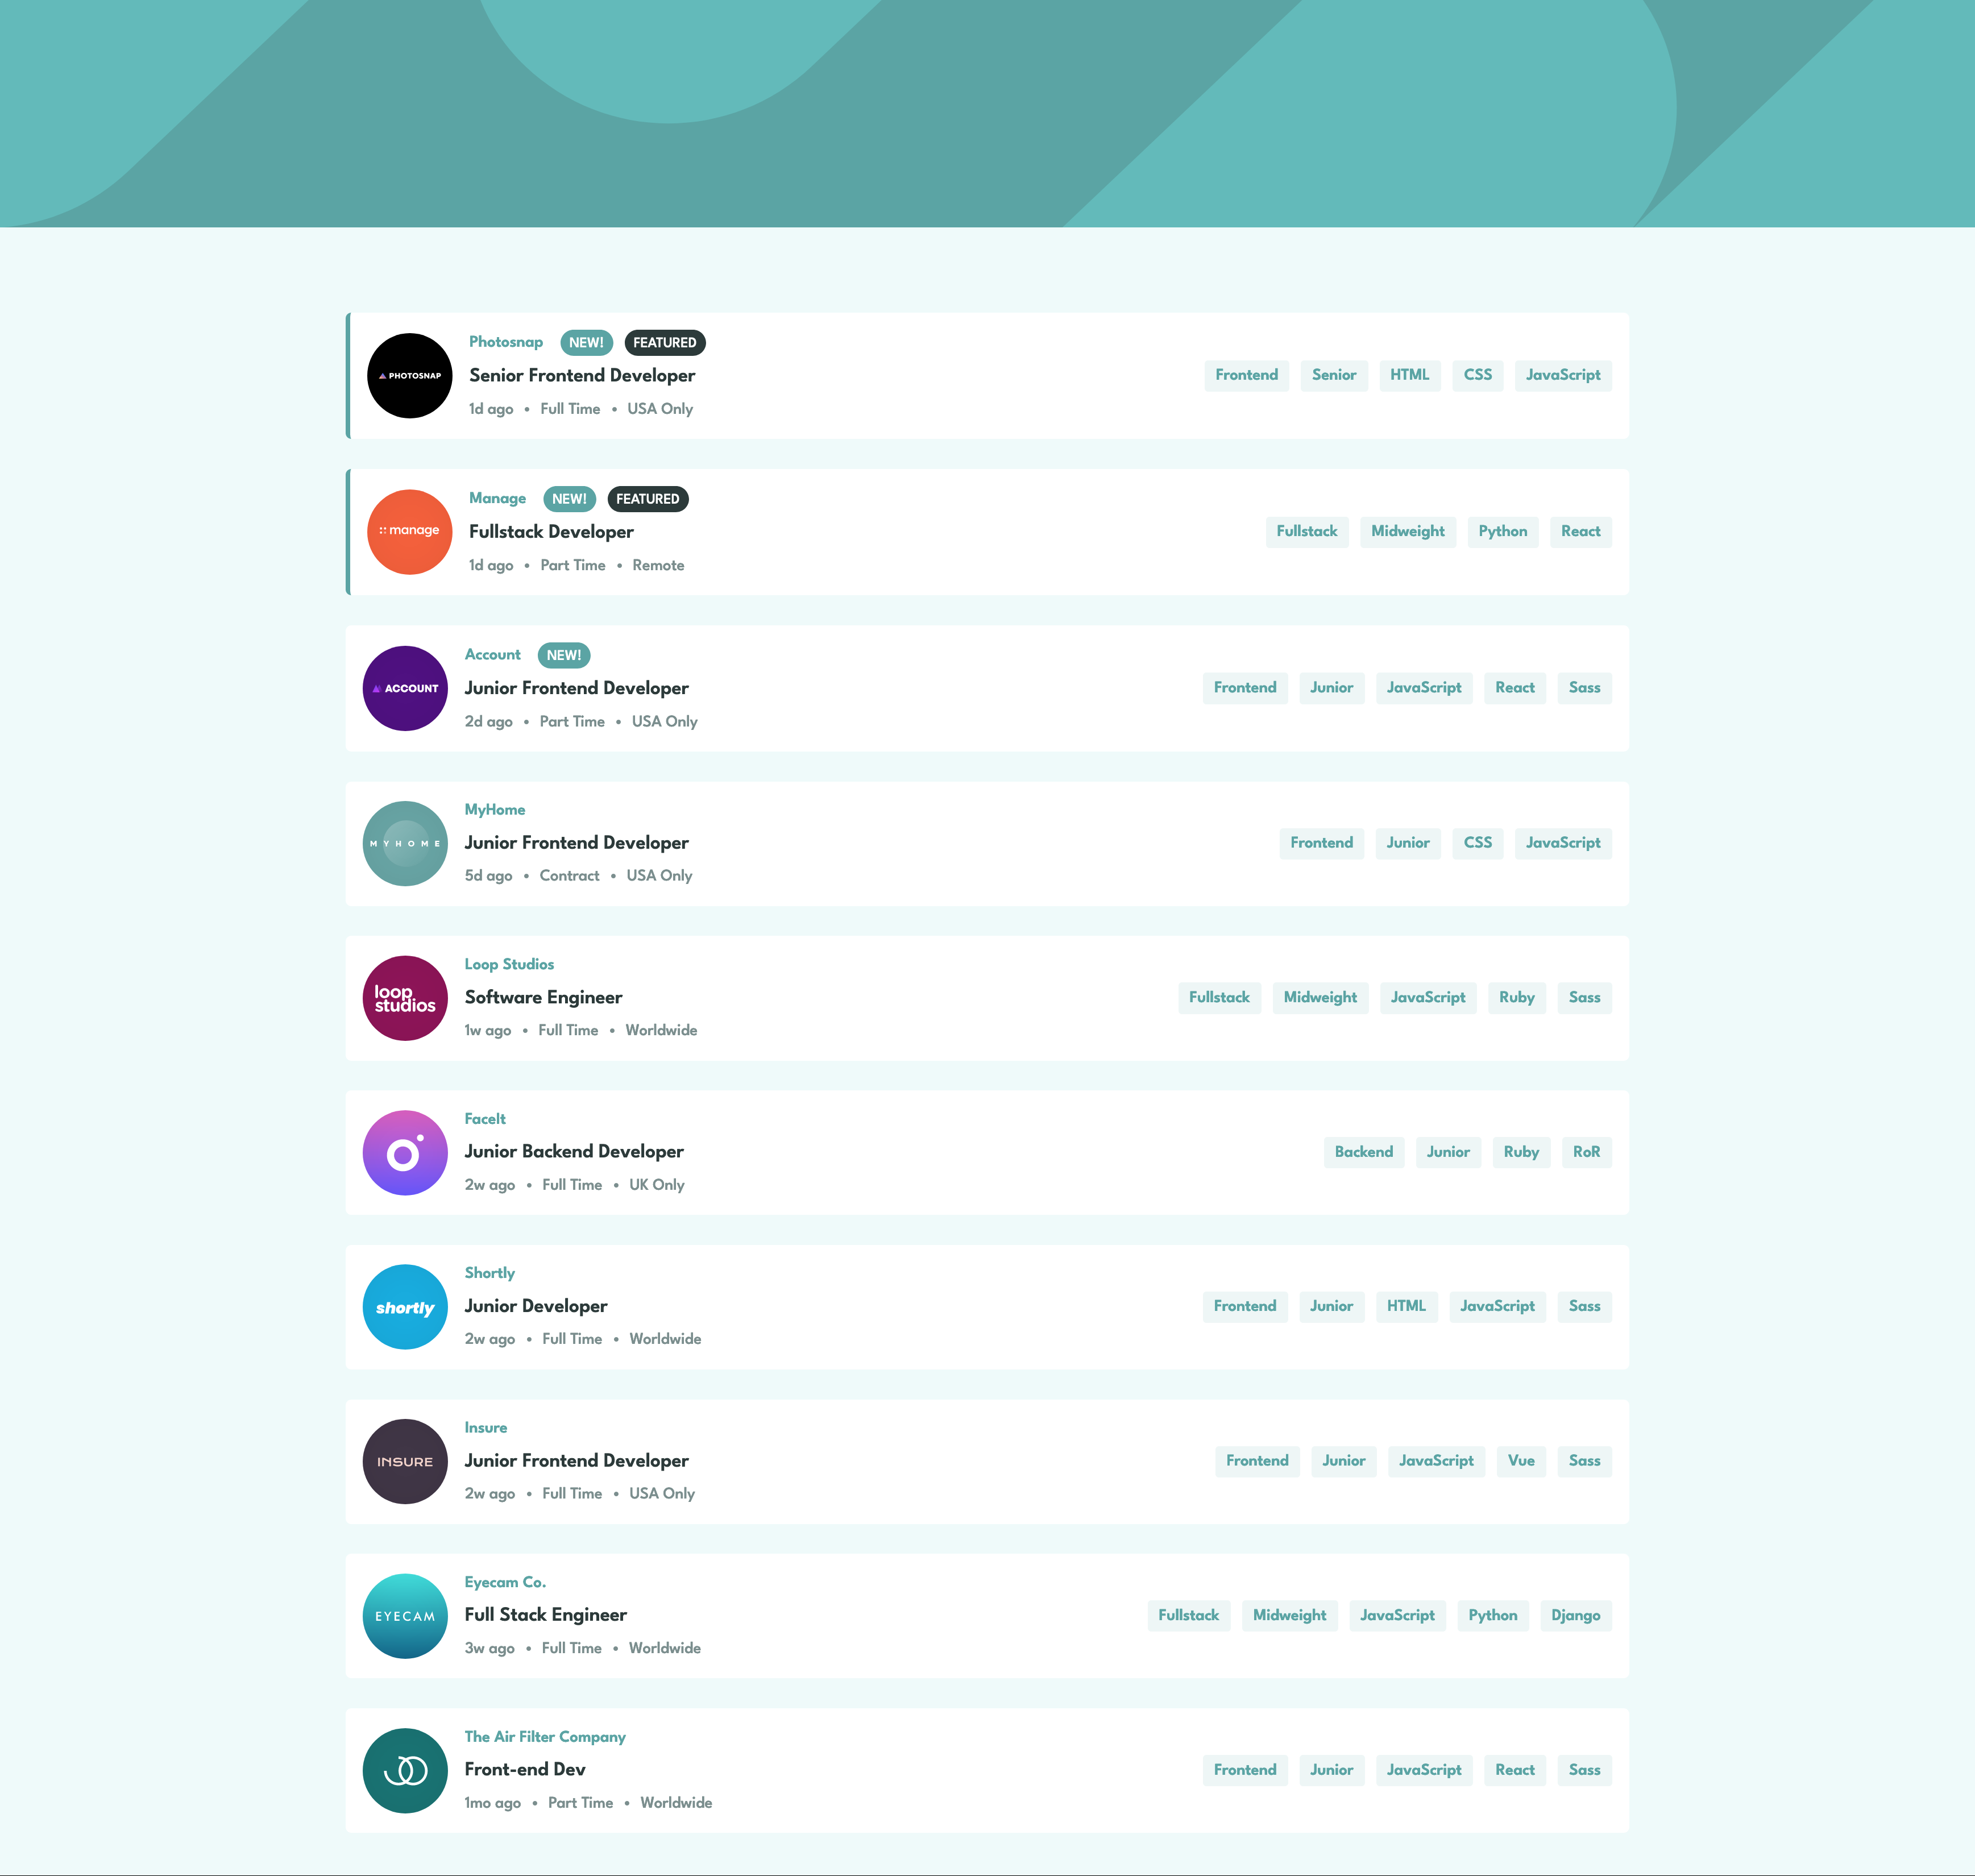 PHOTOSNAP
Photosnap NEW! FEATURED
Senior Frontend Developer
1d ago • Full Time • USA Only
Frontend Senior HTML CSS JavaScript
manage
Manage NEW! FEATURED
Fullstack Developer
1d ago • Part Time • Remote
Fullstack Midweight Python React
ACCOUNT
Account NEW!
Junior Frontend Developer
2d ago • Part Time • USA Only
Frontend Junior JavaScript React Sass
MYHOME
MyHome
Junior Frontend Developer
5d ago • Contract • USA Only
Frontend Junior CSS JavaScript
loop
studios
Loop Studios
Software Engineer
1w ago • Full Time • Worldwide
Fullstack Midweight JavaScript Ruby Sass
FaceIt
Junior Backend Developer
2w ago • Full Time • UK Only
Backend Junior Ruby RoR
shortly
Shortly
Junior Developer
2w ago • Full Time • Worldwide
Frontend Junior HTML JavaScript Sass
INSURE
Insure
Junior Frontend Developer
2w ago • Full Time • USA Only
Frontend Junior JavaScript Vue Sass
EYECAM
Eyecam Co.
Full Stack Engineer
3w ago • Full Time • Worldwide
Fullstack Midweight JavaScript Python Django
The Air Filter Company
Front-end Dev
1mo ago • Part Time • Worldwide
Frontend Junior JavaScript React Sass